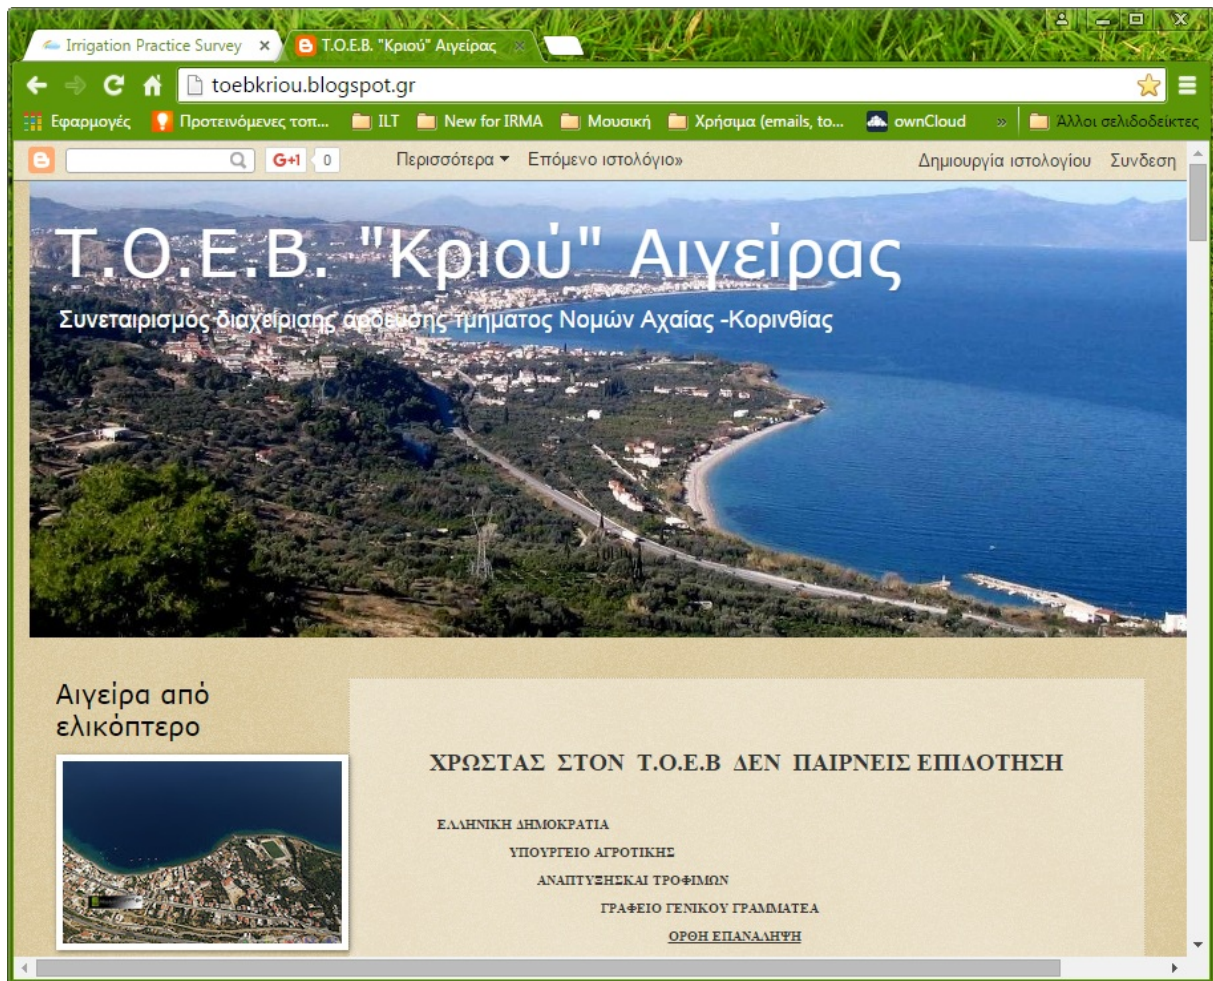 Irrigation Practice Survey
Τ.Ο.Ε.Β. "Κριού" Αιγείρας
toebkriou.blogspot.gr
Εφαρμογές Προτεινόμενες τοπ... ILT New for IRMA Μουσική Χρήσιμα (emails, to... ownCloud » Άλλοι σελιδοδείκτες
G+1 0 Περισσότερα Επόμενο ιστολόγιο» Δημιουργία ιστολογίου Συνδεση
Τ.Ο.Ε.Β. "Κριού" Αιγείρας
Συνεταιρισμός διαχείρισης άρδευσης τμηματος Νομών Αχαίας -Κορινθίας
Αιγείρα από
ελικόπτερο
ΧΡΩΣΤΑΣ ΣΤΟΝ Τ.Ο.Ε.Β ΔΕΝ ΠΑΙΡΝΕΙΣ ΕΠΙΔΟΤΗΣΗ
ΕΛΛΗΝΙΚΗ ΔΗΜΟΚΡΑΤΙΑ
ΥΠΟΥΡΓΕΙΟ ΑΓΡΟΤΙΚΗΣ
ΑΝΑΠΤΥΞΗΣΚΑΙ ΤΡΟΦΙΜΩΝ
ΓΡΑΦΕΙΟ ΓΕΝΙΚΟΥ ΓΡΑΜΜΑΤΕΑ
ΟΡΘΗ ΕΠΑΝΑΛΗΨΗ